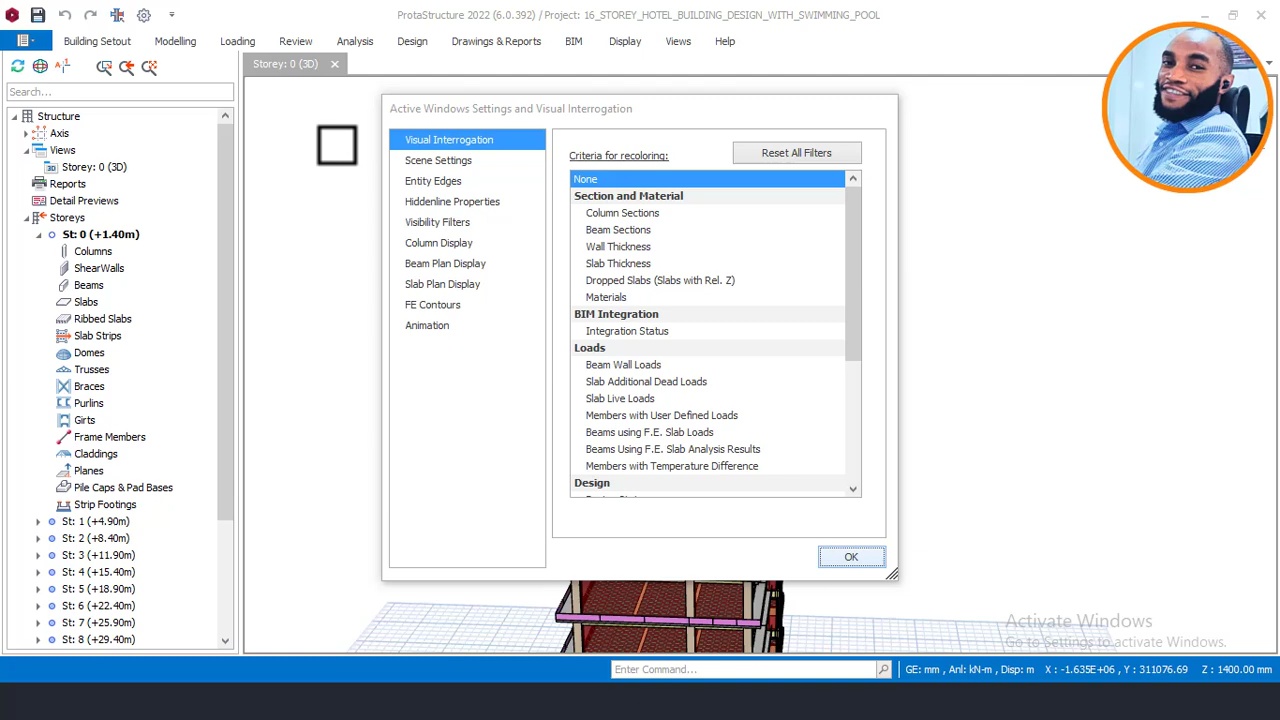 ProtaStructure 2022 (6.0.392) / Project: 16_STOREY_HOTEL_BUILDING_DESIGN_WITH_SWIMMING_POOL
Building Setout Modelling Loading Review Analysis Design Drawings & Reports BIM Display Views Help
Storey: 0 (3D)
Search...
Structure
Axis
Views
Storey: 0 (3D)
Reports
Detail Previews
Storeys
St: 0 (+1.40m)
Columns
ShearWalls
Beams
Slabs
Ribbed Slabs
Slab Strips
Domes
Trusses
Braces
Purlins
Girts
Frame Members
Claddings
Planes
Pile Caps & Pad Bases
Strip Footings
St: 1 (+4.90m)
St: 2 (+8.40m)
St: 3 (+11.90m)
St: 4 (+15.40m)
St: 5 (+18.90m)
St: 6 (+22.40m)
St: 7 (+25.90m)
St: 8 (+29.40m)
Active Windows Settings and Visual Interrogation
Visual Interrogation
Scene Settings
Entity Edges
Hiddenline Properties
Visibility Filters
Column Display
Beam Plan Display
Slab Plan Display
FE Contours
Animation
Criteria for recoloring:
Reset All Filters
None
Section and Material
Column Sections
Beam Sections
Wall Thickness
Slab Thickness
Dropped Slabs (Slabs with Rel. Z)
Materials
BIM Integration
Integration Status
Loads
Beam Wall Loads
Slab Additional Dead Loads
Slab Live Loads
Members with User Defined Loads
Beams using F.E. Slab Loads
Beams Using F.E. Slab Analysis Results
Members with Temperature Difference
Design
OK
Activate Windows
Go to Settings to activate Windows.
Enter Command...
GE: mm , Anl: kN-m , Disp: m X : -1.635E+06 , Y : 311076.69 Z : 1400.00 mm